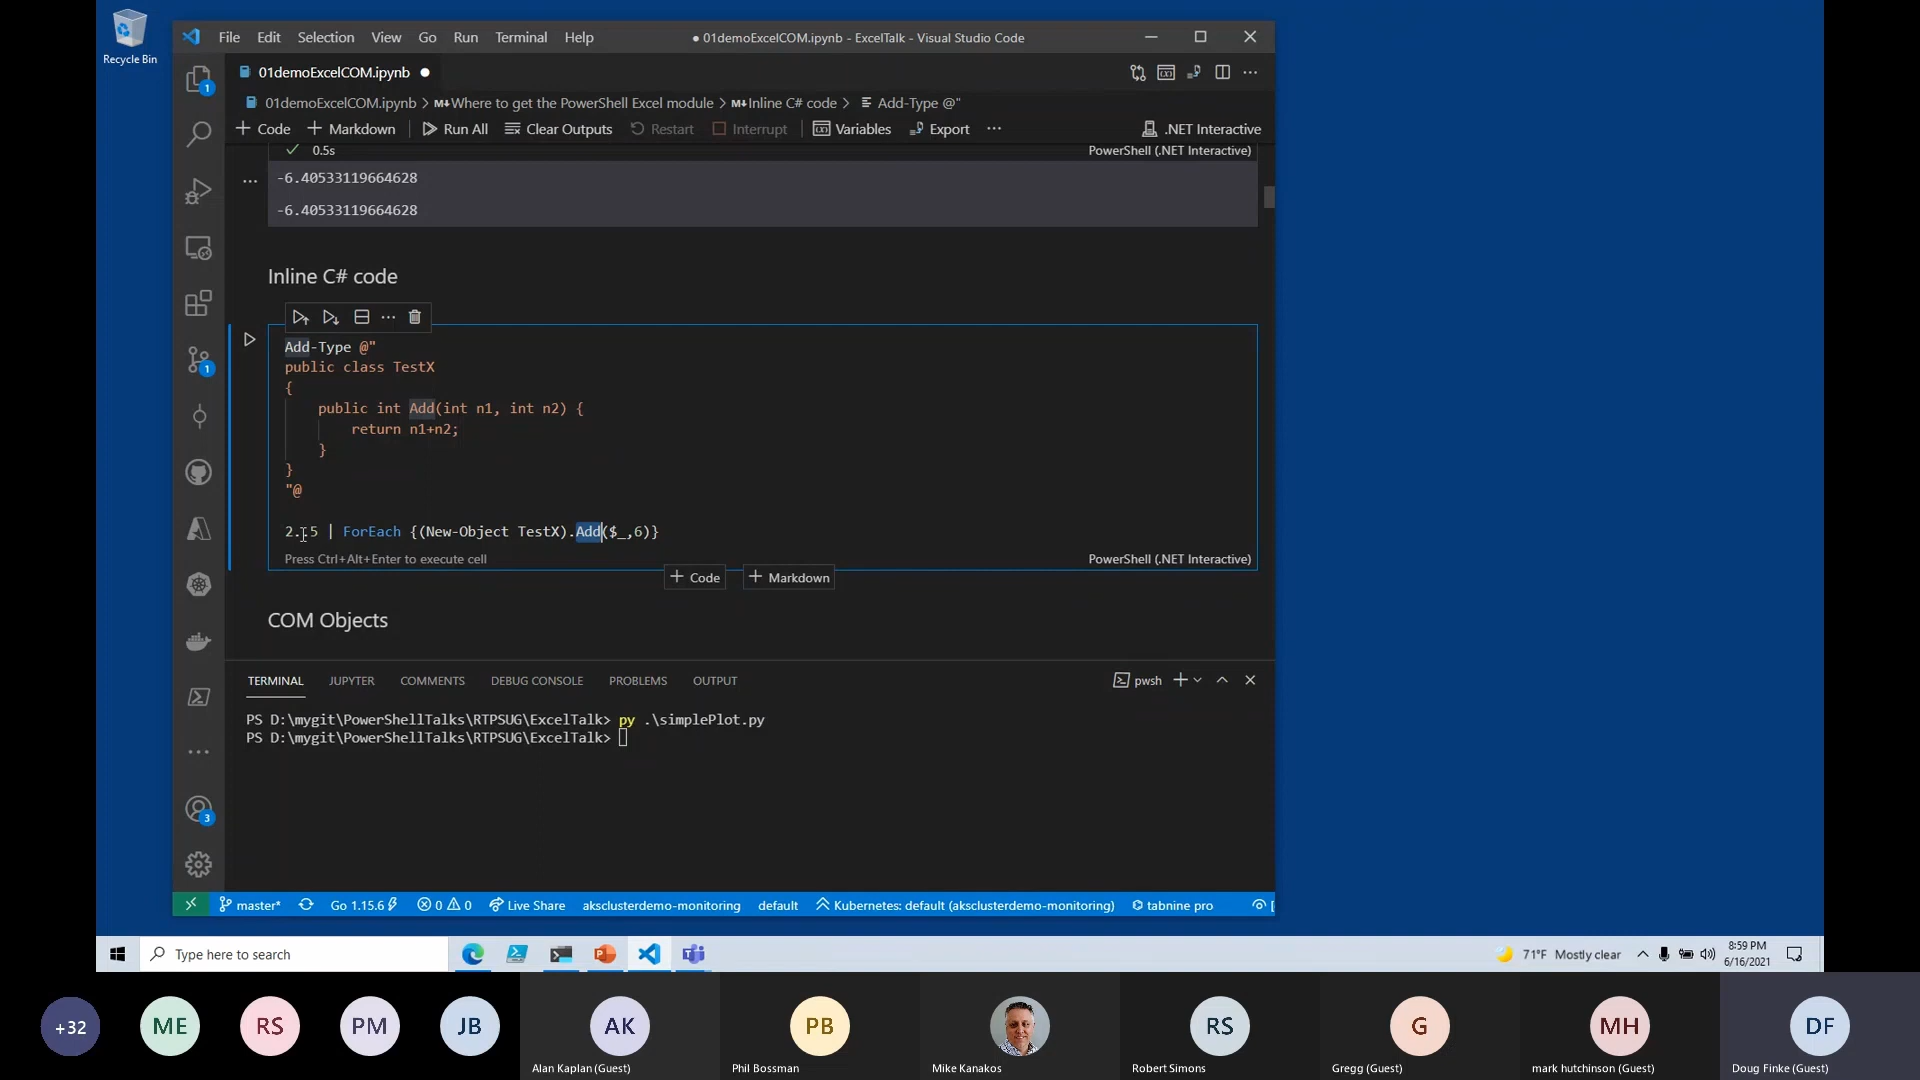 Recycle Bin
File Edit Selection View Go Run Terminal Help
● 01demoExcelCOM.ipynb - ExcelTalk - Visual Studio Code
1
01demoExcelCOM.ipynb ●
01demoExcelCOM.ipynb > M↓Where to get the PowerShell Excel module > M↓Inline C# code > Add-Type @"
+ Code + Markdown Run All Clear Outputs Restart Interrupt Variables Export ... .NET Interactive
0.5s PowerShell (.NET Interactive)
... -6.40533119664628
-6.40533119664628
Inline C# code
Add-Type @"
public class TestX
{
public int Add(int n1, int n2) {
return n1+n2;
}
}
"@
2..5 | ForEach {(New-Object TestX).Add($_,6)}
Press Ctrl+Alt+Enter to execute cell PowerShell (.NET Interactive)
+ Code + Markdown
COM Objects
1
3
TERMINAL JUPYTER COMMENTS DEBUG CONSOLE PROBLEMS OUTPUT pwsh
PS D:\mygit\PowerShellTalks\RTPSUG\ExcelTalk> py .\simplePlot.py
PS D:\mygit\PowerShellTalks\RTPSUG\ExcelTalk>
master* Go 1.15.6 0 0 Live Share aksclusterdemo-monitoring default Kubernetes: default (aksclusterdemo-monitoring) tabnine pro [
Type here to search
71°F Mostly clear
8:59 PM
6/16/2021
+32 ME RS PM JB AK PB RS G MH DF
Alan Kaplan (Guest) Phil Bossman Mike Kanakos Robert Simons Gregg (Guest) mark hutchinson (Guest) Doug Finke (Guest)